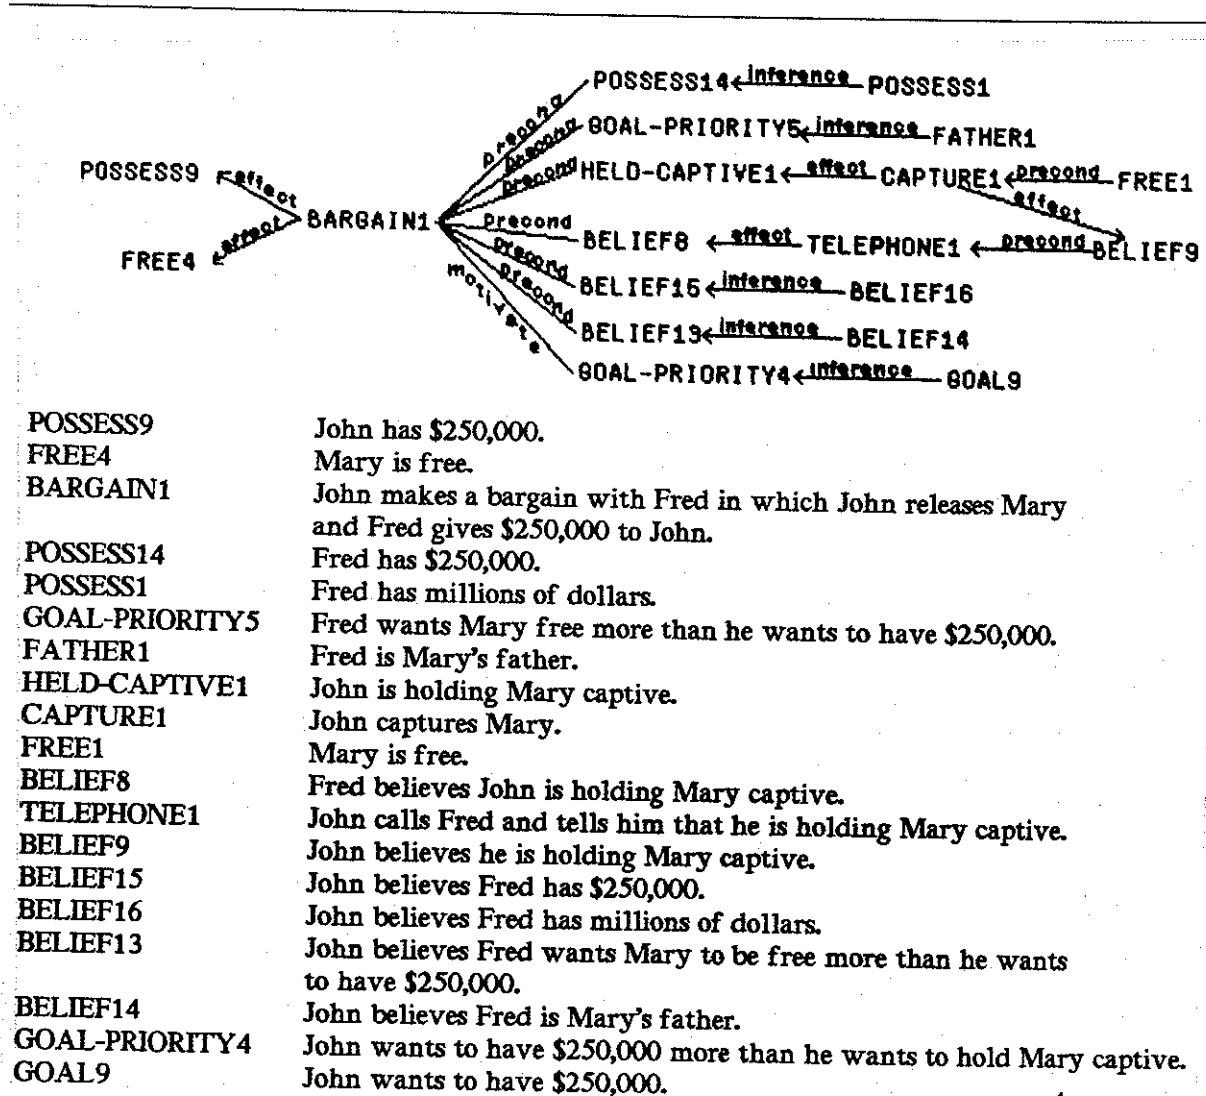 POSSESS14 inference POSSESS1
precond GOAL-PRIORITY5 inference FATHER1
precond
POSSESS9 effect precond HELD-CAPTIVE1 effect CAPTURE1 precond FREE1
effect
BARGAIN1 precond
FREE4 effect BELIEF8 effect TELEPHONE1 precond BELIEF9
precond BELIEF15 inference BELIEF16
precond
motivate BELIEF13 inference BELIEF14
GOAL-PRIORITY4 inference GOAL9
POSSESS9 John has $250,000.
FREE4 Mary is free.
BARGAIN1 John makes a bargain with Fred in which John releases Mary
and Fred gives $250,000 to John.
POSSESS14 Fred has $250,000.
POSSESS1 Fred has millions of dollars.
GOAL-PRIORITY5 Fred wants Mary free more than he wants to have $250,000.
FATHER1 Fred is Mary's father.
HELD-CAPTIVE1 John is holding Mary captive.
CAPTURE1 John captures Mary.
FREE1 Mary is free.
BELIEF8 Fred believes John is holding Mary captive.
TELEPHONE1 John calls Fred and tells him that he is holding Mary captive.
BELIEF9 John believes he is holding Mary captive.
BELIEF15 John believes Fred has $250,000.
BELIEF16 John believes Fred has millions of dollars.
BELIEF13 John believes Fred wants Mary to be free more than he wants
to have $250,000.
BELIEF14 John believes Fred is Mary's father.
GOAL-PRIORITY4 John wants to have $250,000 more than he wants to hold Mary captive.
GOAL9 John wants to have $250,000.